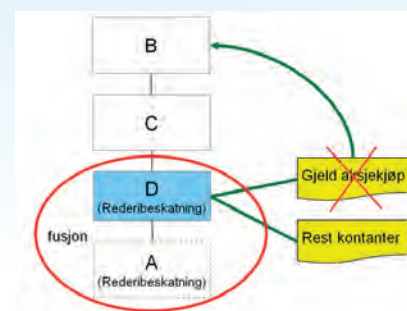 B
C
D
(Rederibeskatning)
Gjeld aksjekjøp
Rest kontanter
fusjon
A
(Rederibeskatning)